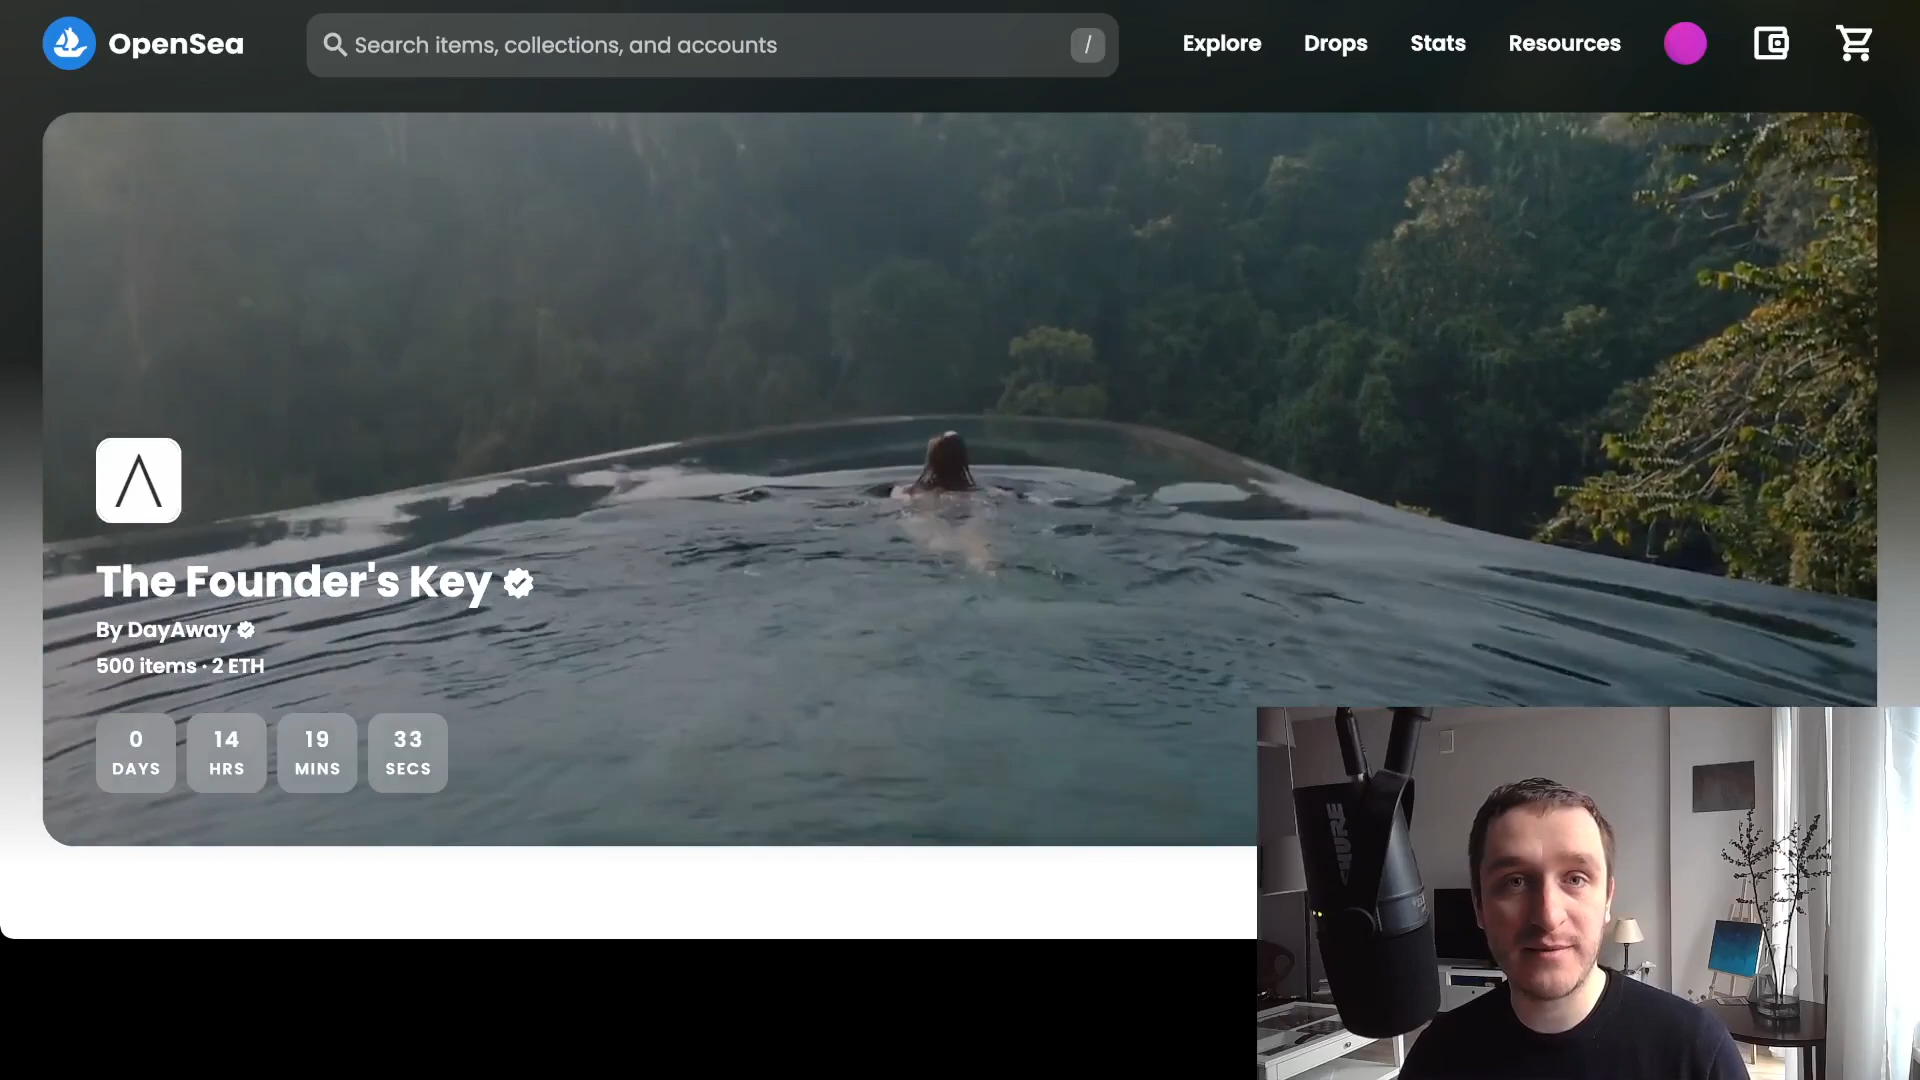 OpenSea
Search items, collections, and accounts
/
Explore
Drops
Stats
Resources
The Founder's Key
By DayAway
500 items · 2 ETH
0
DAYS
14
HRS
19
MINS
33
SECS
SHURE